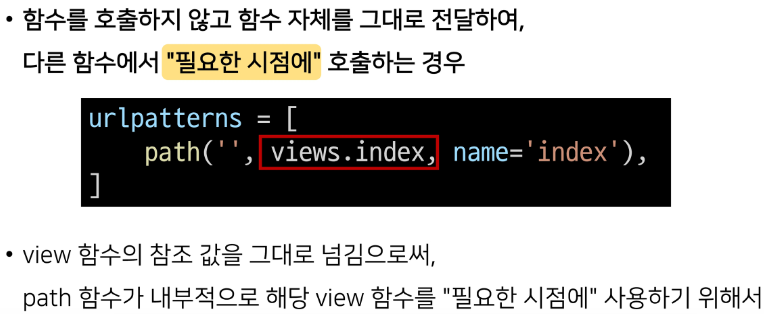 • 함수를 호출하지 않고 함수 자체를 그대로 전달하여,
다른 함수에서 "필요한 시점에" 호출하는 경우
urlpatterns = [
    path('', views.index, name='index'),
]
• view 함수의 참조 값을 그대로 넘김으로써,
path 함수가 내부적으로 해당 view 함수를 "필요한 시점에" 사용하기 위해서